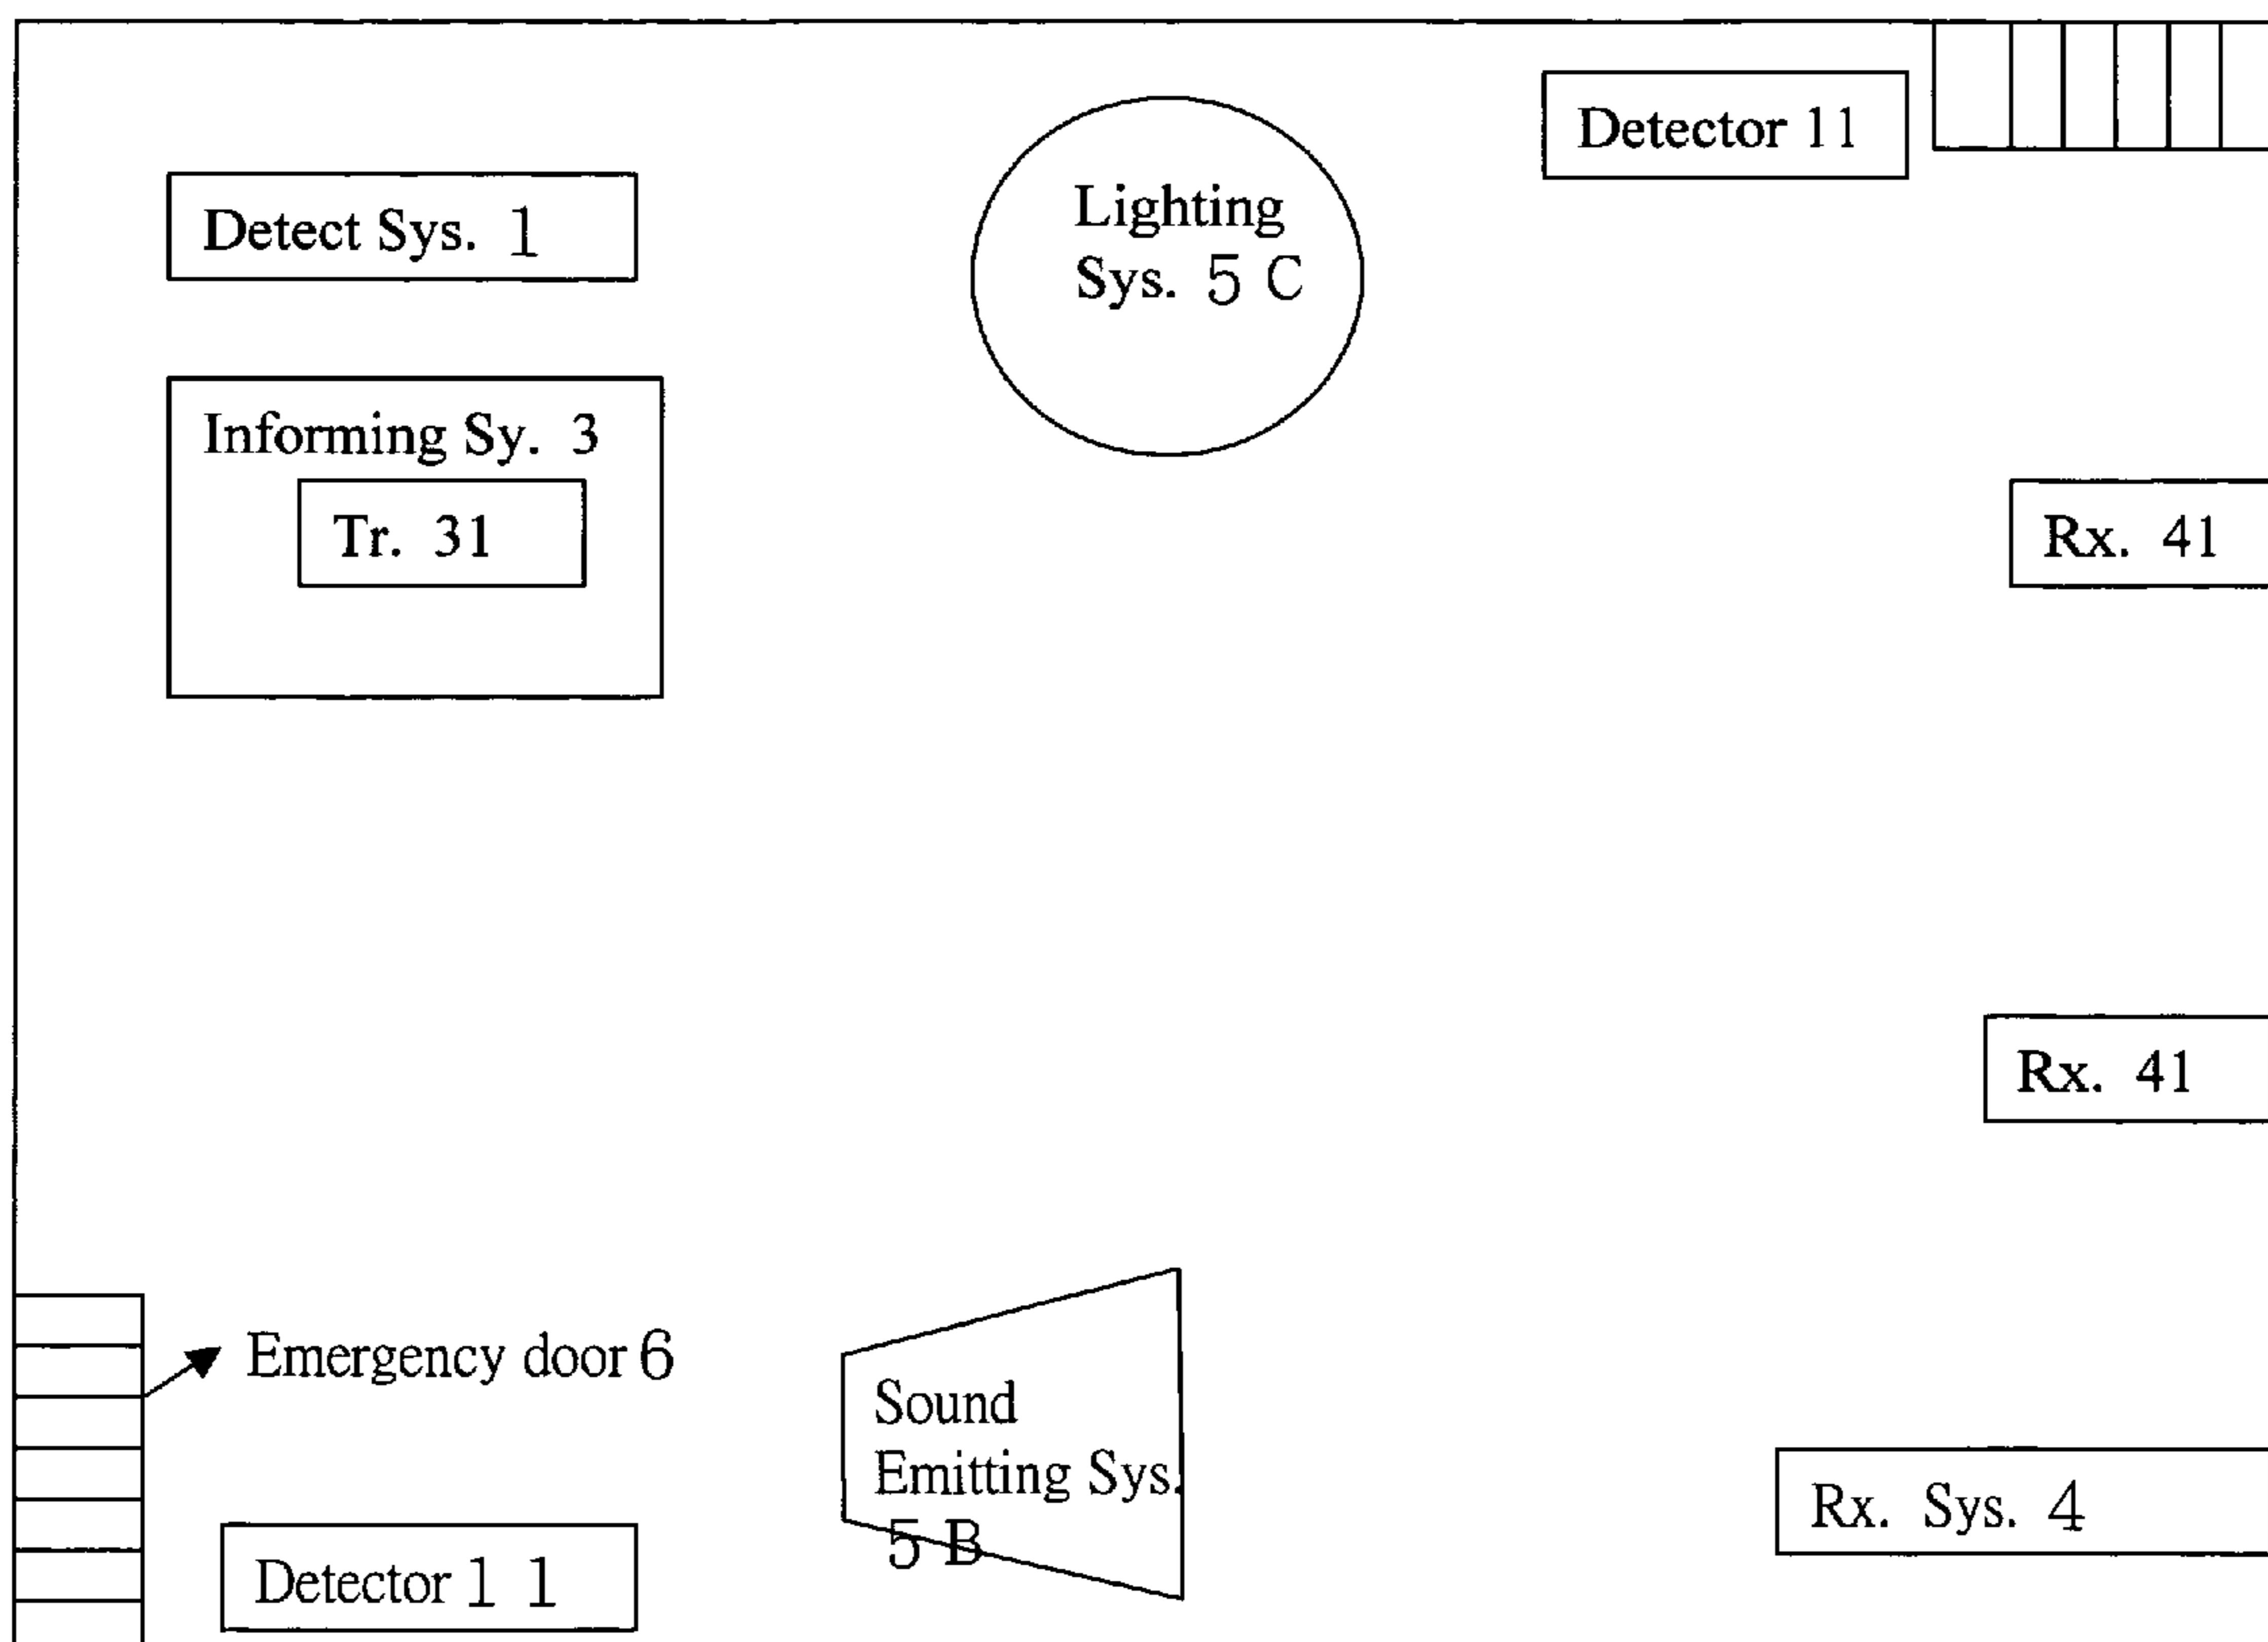 Detector 11
Detect Sys. 1
Lighting
Sys. 5 C
Informing Sy. 3
Tr. 31
Rx. 41
Rx. 41
Emergency door 6
Sound
Emitting Sys.
5 B
Rx. Sys. 4
Detector 1 1